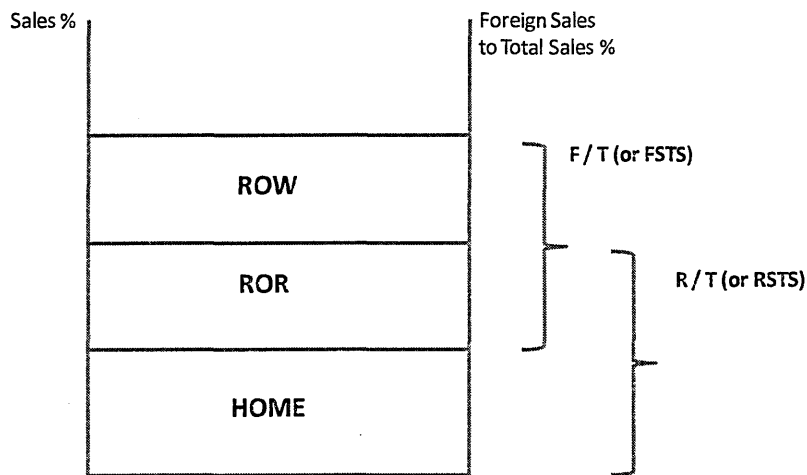 Sales %
Foreign Sales
to Total Sales %
F / T (or FSTS)
ROW
R / T (or RSTS)
ROR
HOME